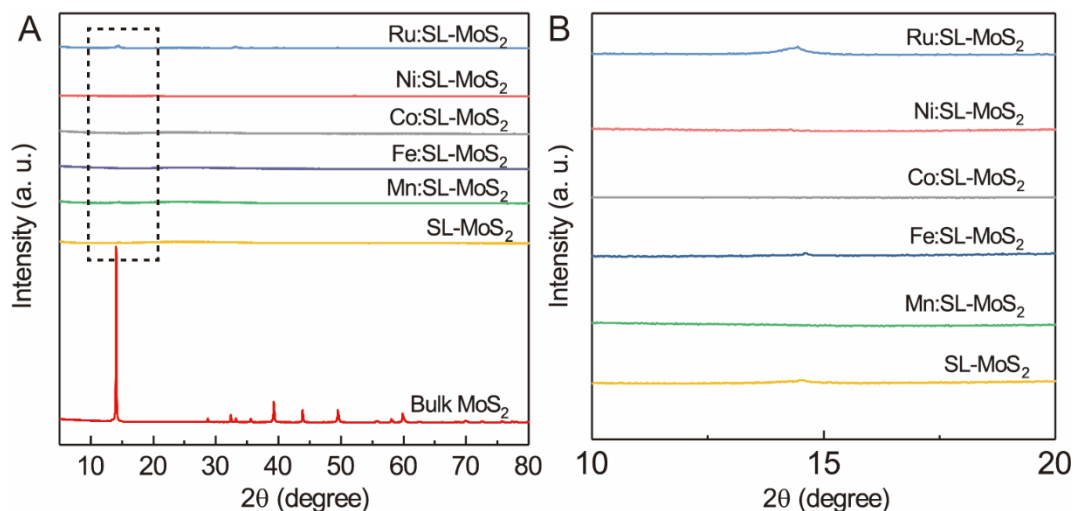 A
Ru:SL-MoS₂
Ni:SL-MoS₂
Co:SL-MoS₂
Fe:SL-MoS₂
Mn:SL-MoS₂
SL-MoS₂
Bulk MoS₂
Intensity (a. u.)
10 20 30 40 50 60 70 80
2θ (degree)
B
Ru:SL-MoS₂
Ni:SL-MoS₂
Co:SL-MoS₂
Fe:SL-MoS₂
Mn:SL-MoS₂
SL-MoS₂
Intensity (a. u.)
10 15 20
2θ (degree)